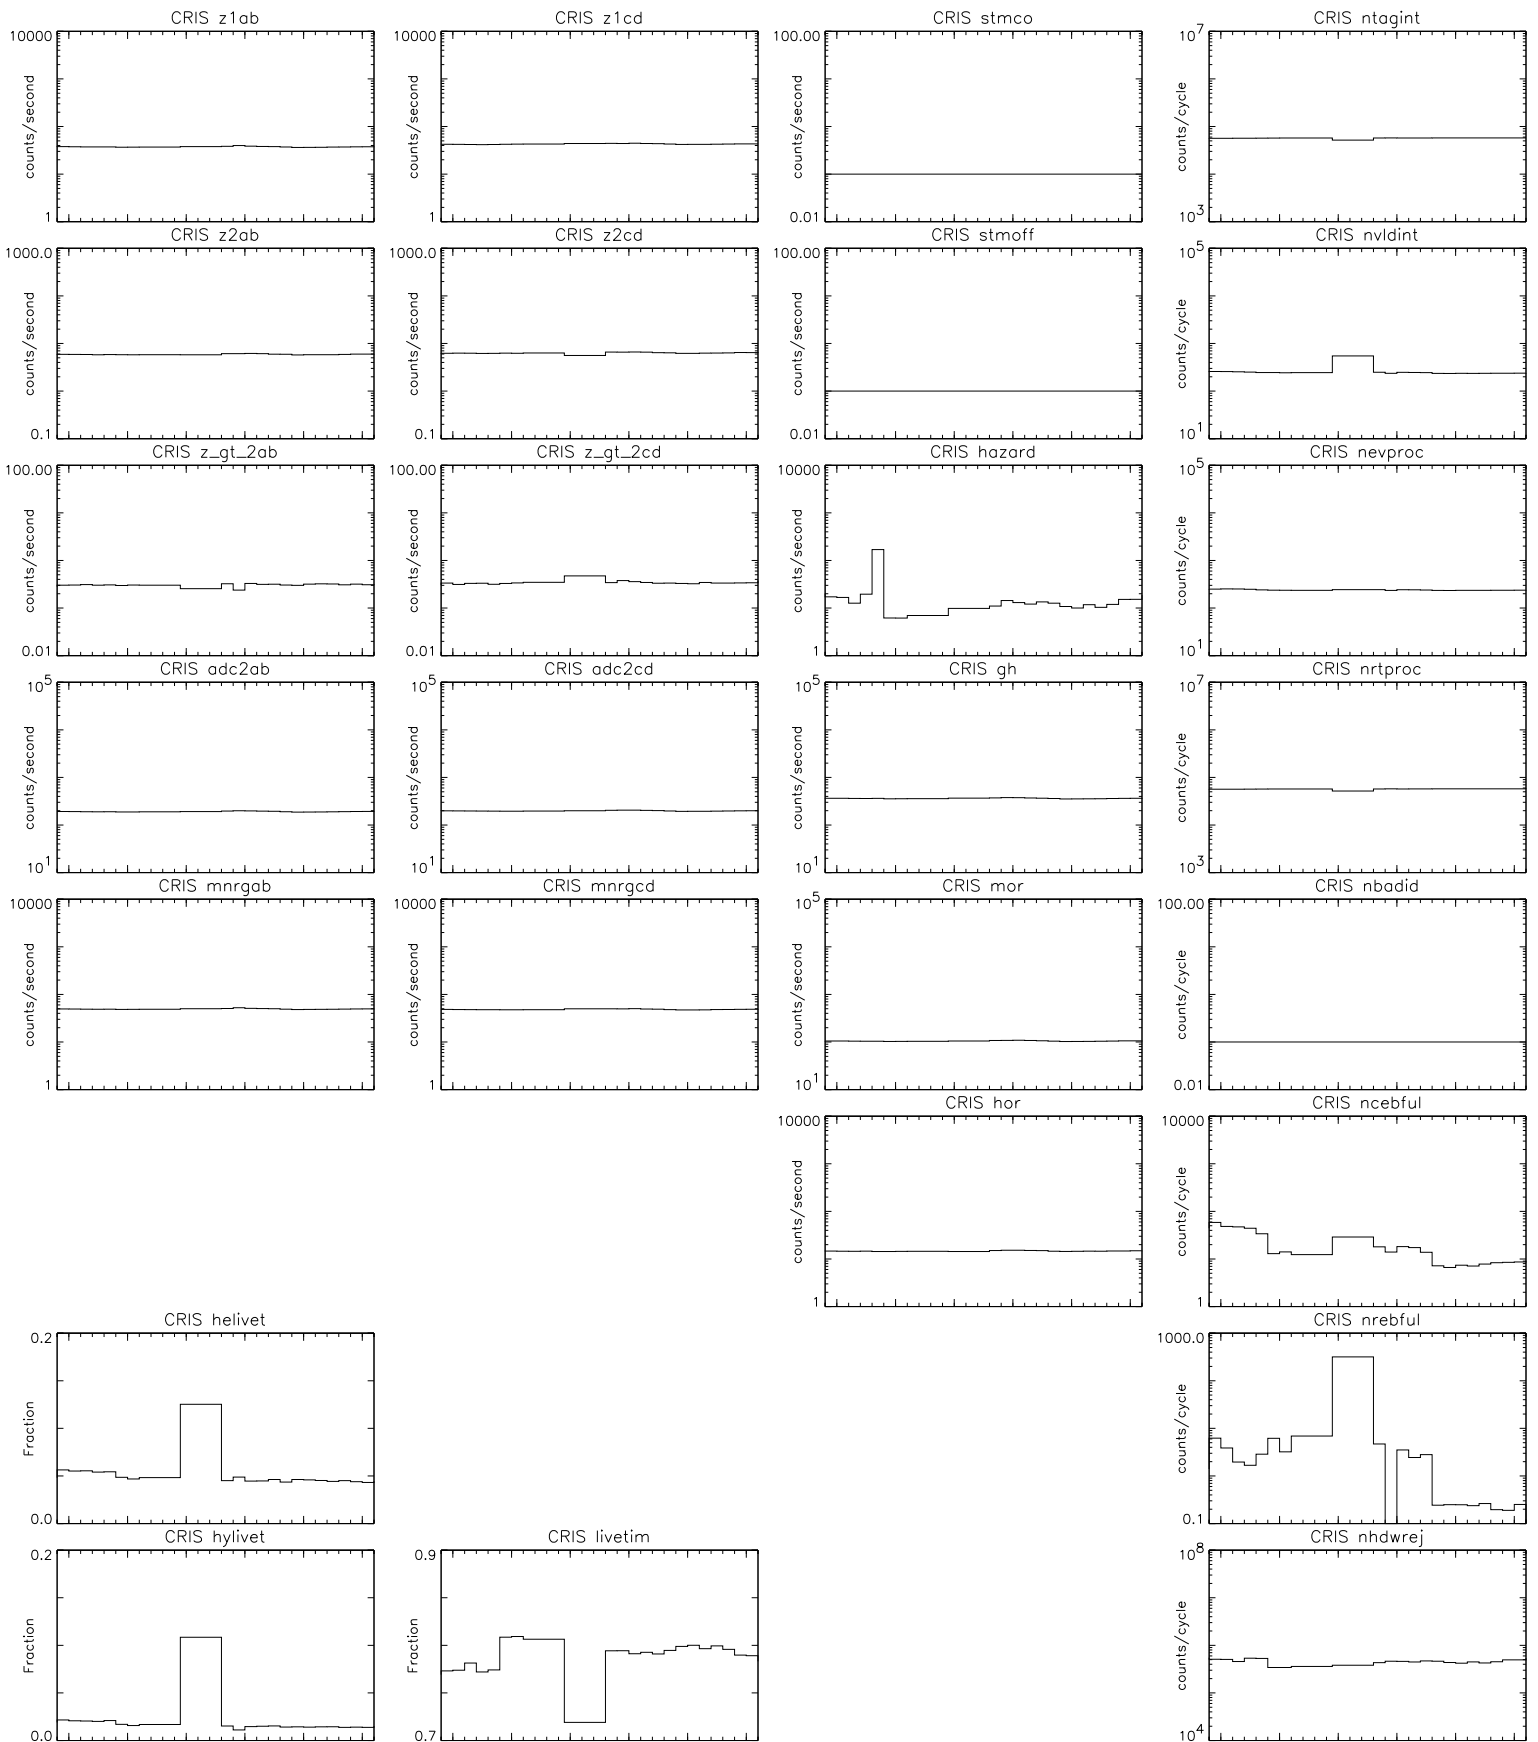 CRIS z1ab
10000
counts/second
1
CRIS z1cd
10000
counts/second
1
CRIS stmco
100.00
counts/second
0.01
CRIS ntagint
10^7
counts/cycle
10^3
CRIS z2ab
1000.0
counts/second
0.1
CRIS z2cd
1000.0
counts/second
0.1
CRIS stmoff
100.00
counts/second
0.01
CRIS nvldint
10^5
counts/cycle
10^1
CRIS z_gt_2ab
100.00
counts/second
0.01
CRIS z_gt_2cd
100.00
counts/second
0.01
CRIS hazard
10000
counts/second
1
CRIS nevproc
10^5
counts/cycle
10^1
CRIS adc2ab
10^5
counts/second
10^1
CRIS adc2cd
10^5
counts/second
10^1
CRIS gh
10^5
counts/second
10^1
CRIS nrtproc
10^7
counts/cycle
10^3
CRIS mnrgab
10000
counts/second
1
CRIS mnrgcd
10000
counts/second
1
CRIS mor
10^5
counts/second
10^1
CRIS nbadid
100.00
counts/cycle
0.01
CRIS hor
10000
counts/second
1
CRIS ncebful
10000
counts/cycle
1
CRIS helivet
0.2
Fraction
0.0
CRIS nrebful
1000.0
counts/cycle
0.1
CRIS hylivet
0.2
Fraction
0.0
CRIS livetim
0.9
Fraction
0.7
CRIS nhdwrej
10^8
counts/cycle
10^4